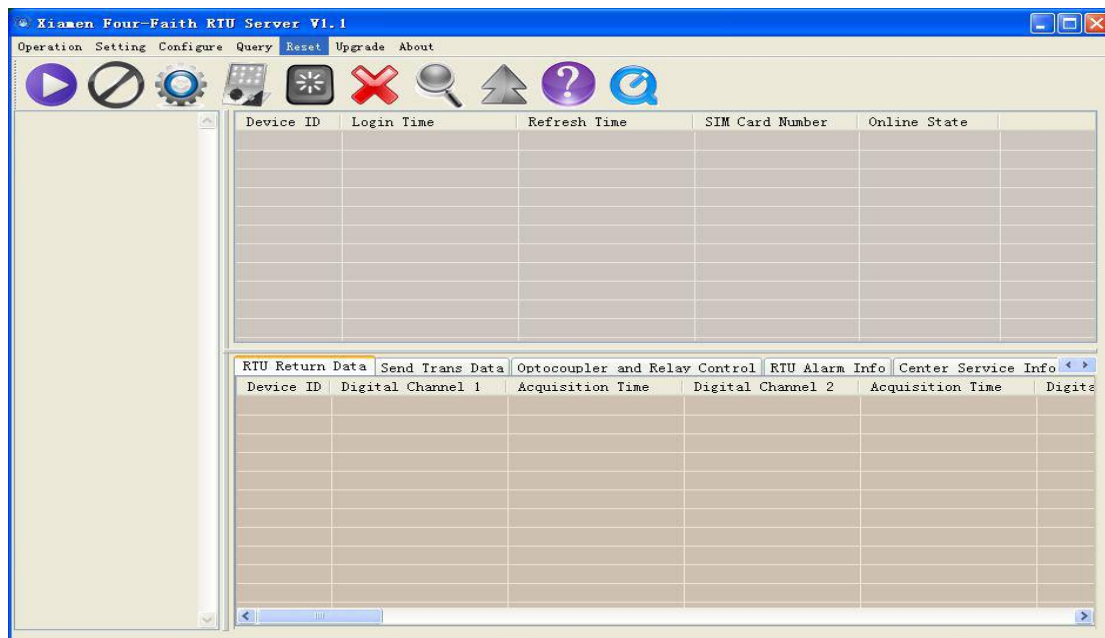 Xiamen Four-Faith RTU Server V1.1
Operation Setting Configure Query Reset Upgrade About
Device ID Login Time Refresh Time SIM Card Number Online State
RTU Return Data Send Trans Data Optocoupler and Relay Control RTU Alarm Info Center Service Info
Device ID Digital Channel 1 Acquisition Time Digital Channel 2 Acquisition Time Digita